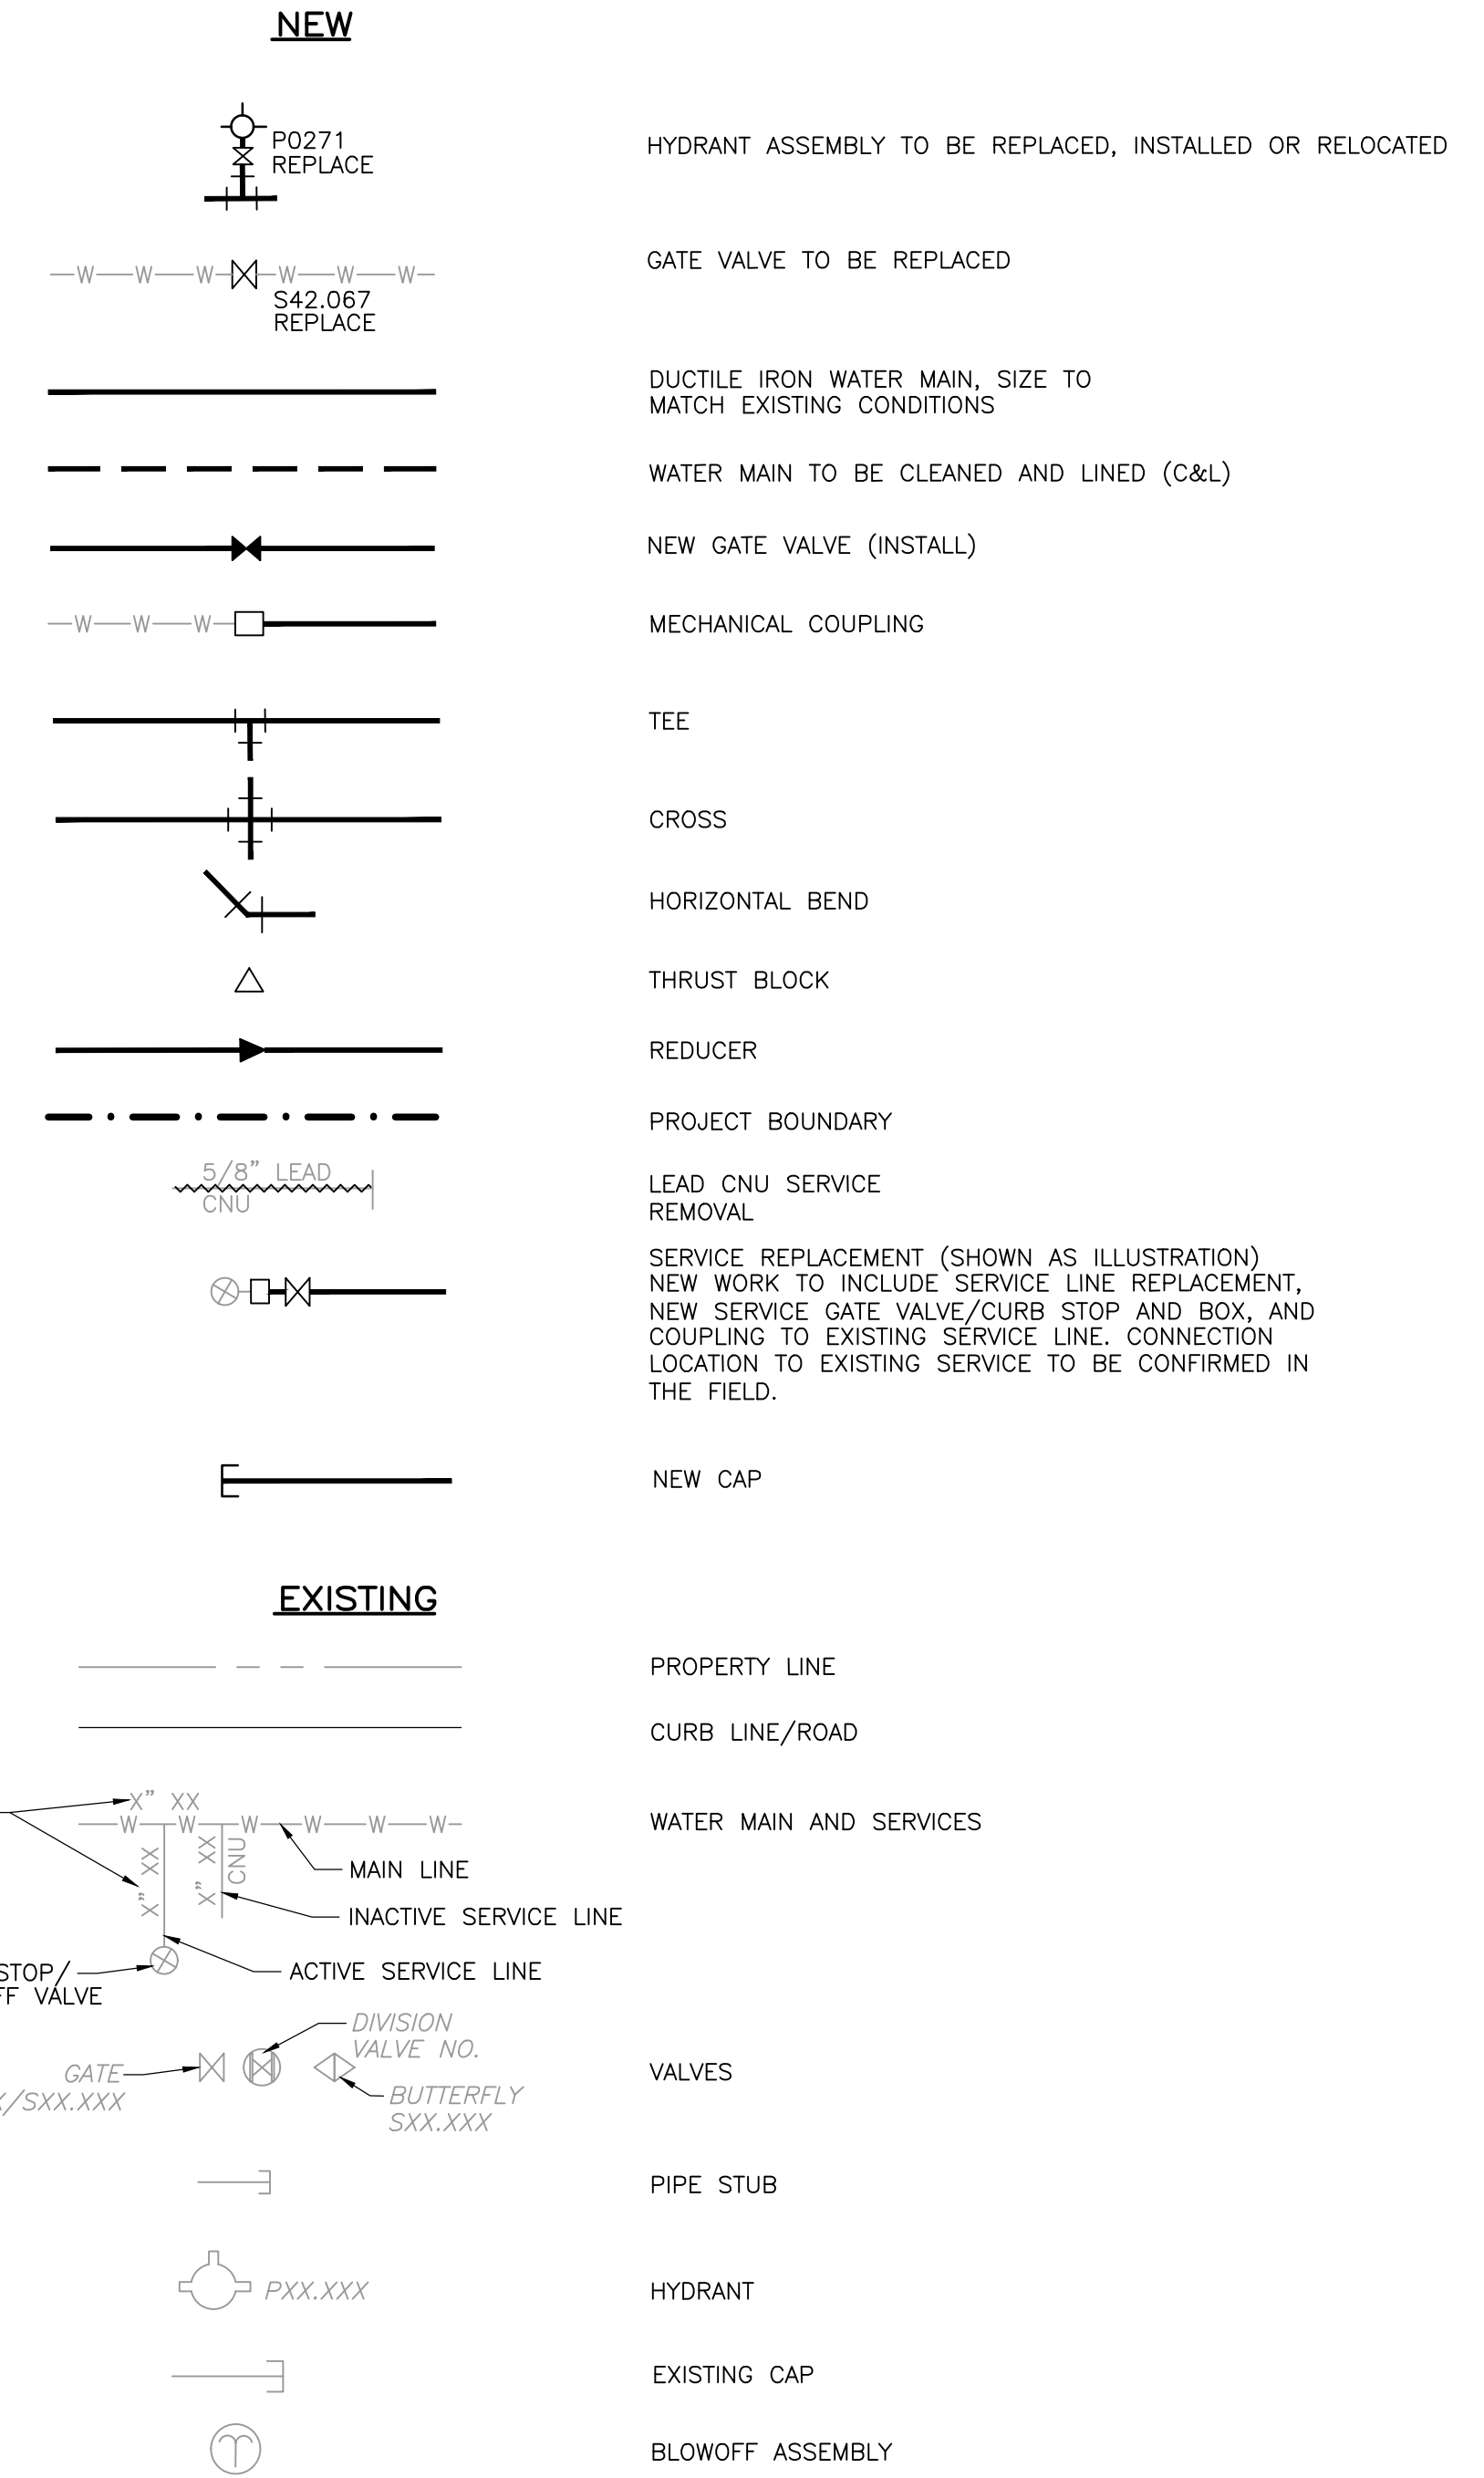 NEW
P0271
REPLACE
HYDRANT ASSEMBLY TO BE REPLACED, INSTALLED OR RELOCATED
W W W W W W
GATE VALVE TO BE REPLACED
S42.067
REPLACE
DUCTILE IRON WATER MAIN, SIZE TO
MATCH EXISTING CONDITIONS
WATER MAIN TO BE CLEANED AND LINED (C&L)
NEW GATE VALVE (INSTALL)
W W W
MECHANICAL COUPLING
TEE
CROSS
HORIZONTAL BEND
THRUST BLOCK
REDUCER
PROJECT BOUNDARY
5/8" LEAD
CNU
LEAD CNU SERVICE
REMOVAL
SERVICE REPLACEMENT (SHOWN AS ILLUSTRATION)
NEW WORK TO INCLUDE SERVICE LINE REPLACEMENT,
NEW SERVICE GATE VALVE/CURB STOP AND BOX, AND
COUPLING TO EXISTING SERVICE LINE. CONNECTION
LOCATION TO EXISTING SERVICE TO BE CONFIRMED IN
THE FIELD.
NEW CAP
EXISTING
PROPERTY LINE
CURB LINE/ROAD
X" XX
W W W W W W
WATER MAIN AND SERVICES
X" XX
X" XX
CNU
MAIN LINE
INACTIVE SERVICE LINE
ACTIVE SERVICE LINE
STOP/
VALVE
DIVISION
VALVE NO.
GATE
/SXX.XXX
BUTTERFLY
SXX.XXX
VALVES
PIPE STUB
PXX.XXX
HYDRANT
EXISTING CAP
BLOWOFF ASSEMBLY